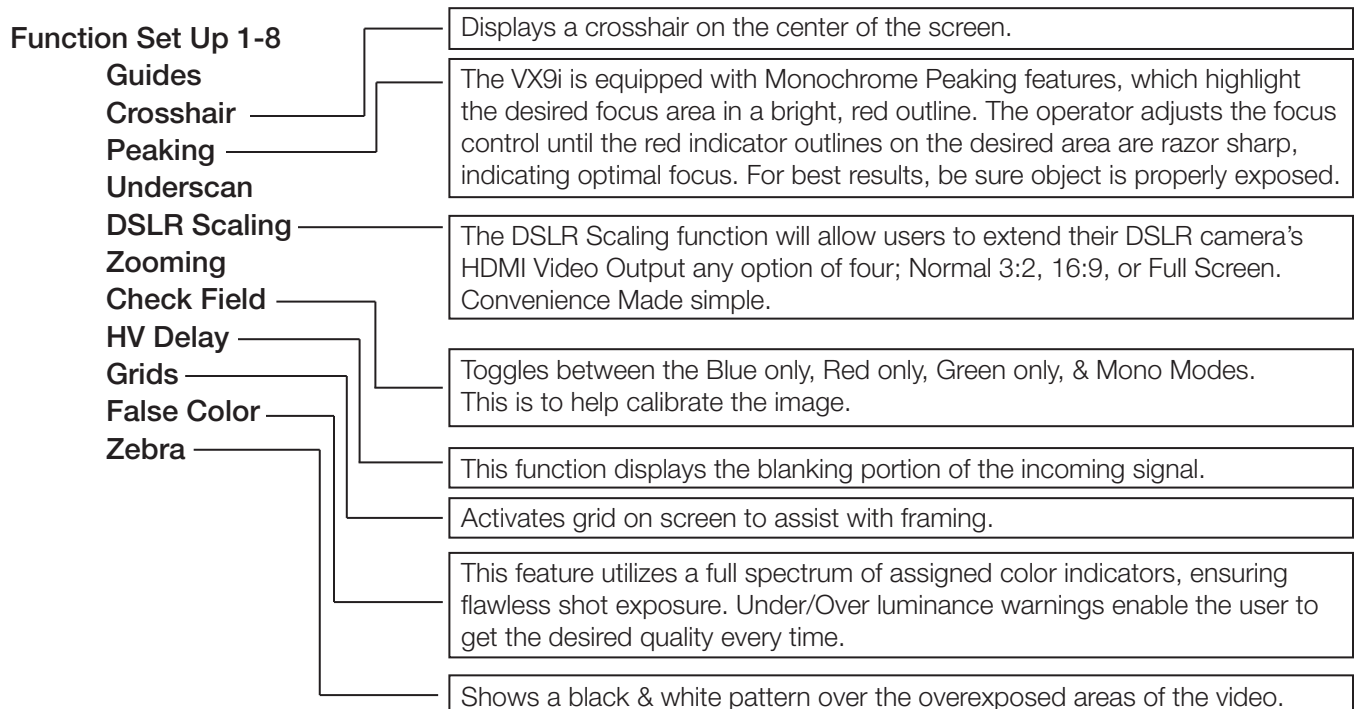 Function Set Up 1-8
Guides
Crosshair
Peaking
Underscan
DSLR Scaling
Zooming
Check Field
HV Delay
Grids
False Color
Zebra
Displays a crosshair on the center of the screen.
The VX9i is equipped with Monochrome Peaking features, which highlight
the desired focus area in a bright, red outline. The operator adjusts the focus
control until the red indicator outlines on the desired area are razor sharp,
indicating optimal focus. For best results, be sure object is properly exposed.
The DSLR Scaling function will allow users to extend their DSLR camera’s
HDMI Video Output any option of four; Normal 3:2, 16:9, or Full Screen.
Convenience Made simple.
Toggles between the Blue only, Red only, Green only, & Mono Modes.
This is to help calibrate the image.
This function displays the blanking portion of the incoming signal.
Activates grid on screen to assist with framing.
This feature utilizes a full spectrum of assigned color indicators, ensuring
flawless shot exposure. Under/Over luminance warnings enable the user to
get the desired quality every time.
Shows a black & white pattern over the overexposed areas of the video.